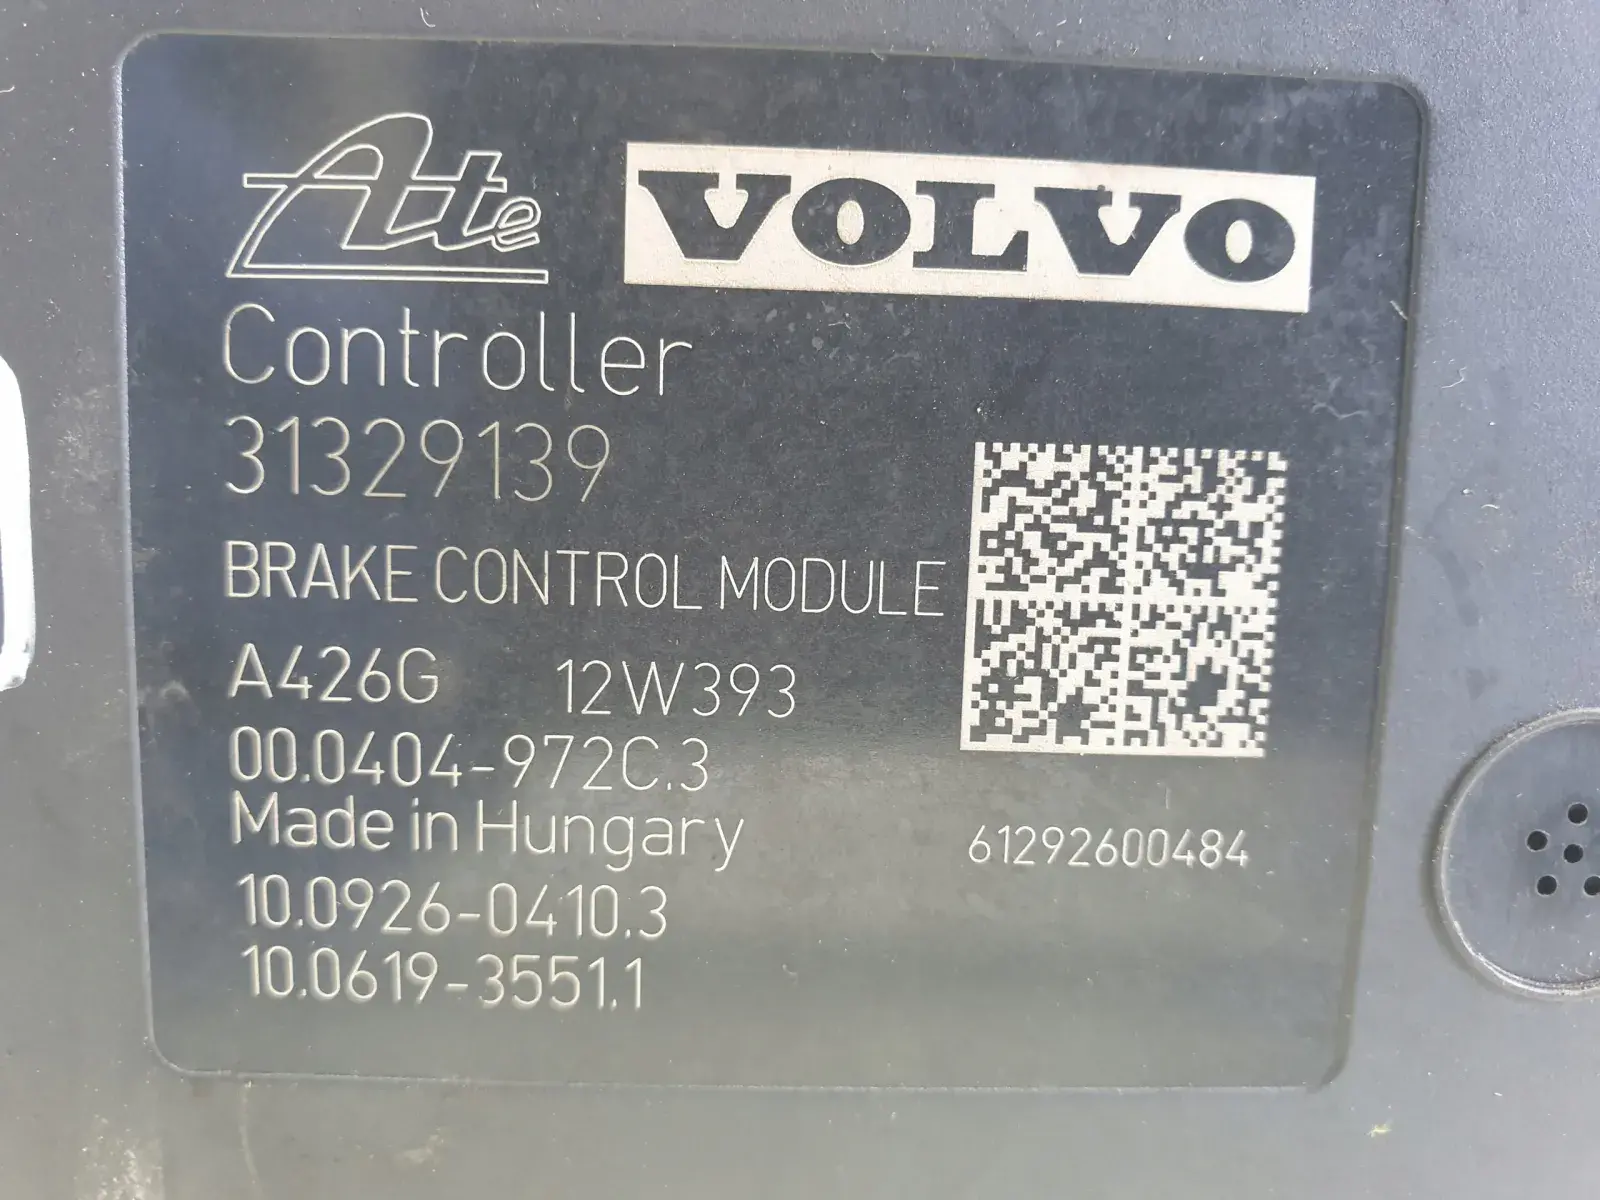 Ate VOLVO
Controller
31329139
BRAKE CONTROL MODULE
A426G 12W393
00.0404-972C.3
Made in Hungary
61292600484
10.0926-0410.3
10.0619-3551.1